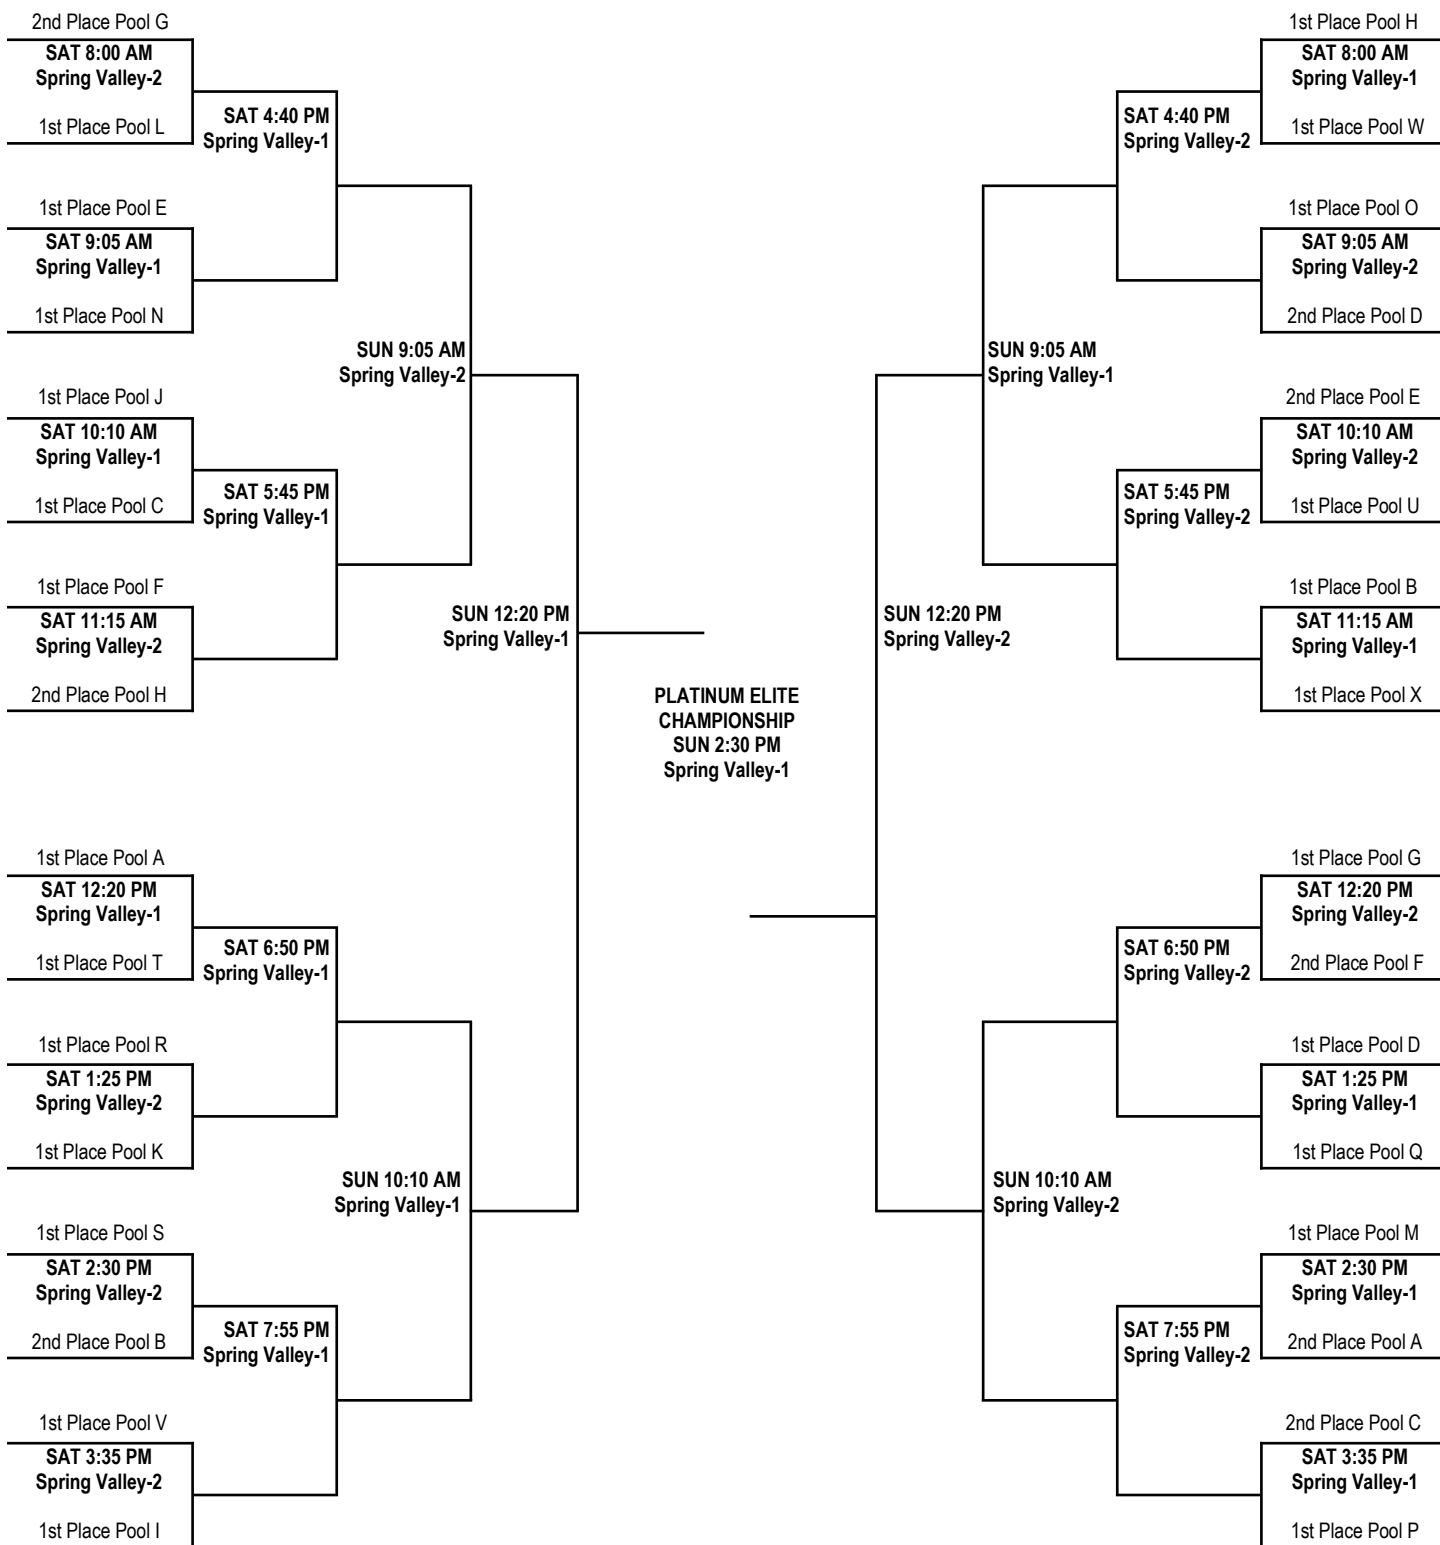 2nd Place Pool G
SAT 8:00 AM
Spring Valley-2
1st Place Pool L
SAT 4:40 PM
Spring Valley-1
1st Place Pool E
SAT 9:05 AM
Spring Valley-1
1st Place Pool N
SUN 9:05 AM
Spring Valley-2
1st Place Pool J
SAT 10:10 AM
Spring Valley-1
1st Place Pool C
SAT 5:45 PM
Spring Valley-1
1st Place Pool F
SAT 11:15 AM
Spring Valley-2
2nd Place Pool H
SUN 12:20 PM
Spring Valley-1
1st Place Pool A
SAT 12:20 PM
Spring Valley-1
1st Place Pool T
SAT 6:50 PM
Spring Valley-1
1st Place Pool R
SAT 1:25 PM
Spring Valley-2
1st Place Pool K
SUN 10:10 AM
Spring Valley-1
1st Place Pool S
SAT 2:30 PM
Spring Valley-2
2nd Place Pool B
SAT 7:55 PM
Spring Valley-1
1st Place Pool V
SAT 3:35 PM
Spring Valley-2
1st Place Pool I
PLATINUM ELITE
CHAMPIONSHIP
SUN 2:30 PM
Spring Valley-1
1st Place Pool H
SAT 8:00 AM
Spring Valley-1
1st Place Pool W
SAT 4:40 PM
Spring Valley-2
1st Place Pool O
SAT 9:05 AM
Spring Valley-2
2nd Place Pool D
SUN 9:05 AM
Spring Valley-1
2nd Place Pool E
SAT 10:10 AM
Spring Valley-2
1st Place Pool U
SAT 5:45 PM
Spring Valley-2
1st Place Pool B
SAT 11:15 AM
Spring Valley-1
1st Place Pool X
SUN 12:20 PM
Spring Valley-2
1st Place Pool G
SAT 12:20 PM
Spring Valley-2
2nd Place Pool F
SAT 6:50 PM
Spring Valley-2
1st Place Pool D
SAT 1:25 PM
Spring Valley-1
1st Place Pool Q
SUN 10:10 AM
Spring Valley-2
1st Place Pool M
SAT 2:30 PM
Spring Valley-1
2nd Place Pool A
SAT 7:55 PM
Spring Valley-2
2nd Place Pool C
SAT 3:35 PM
Spring Valley-1
1st Place Pool P